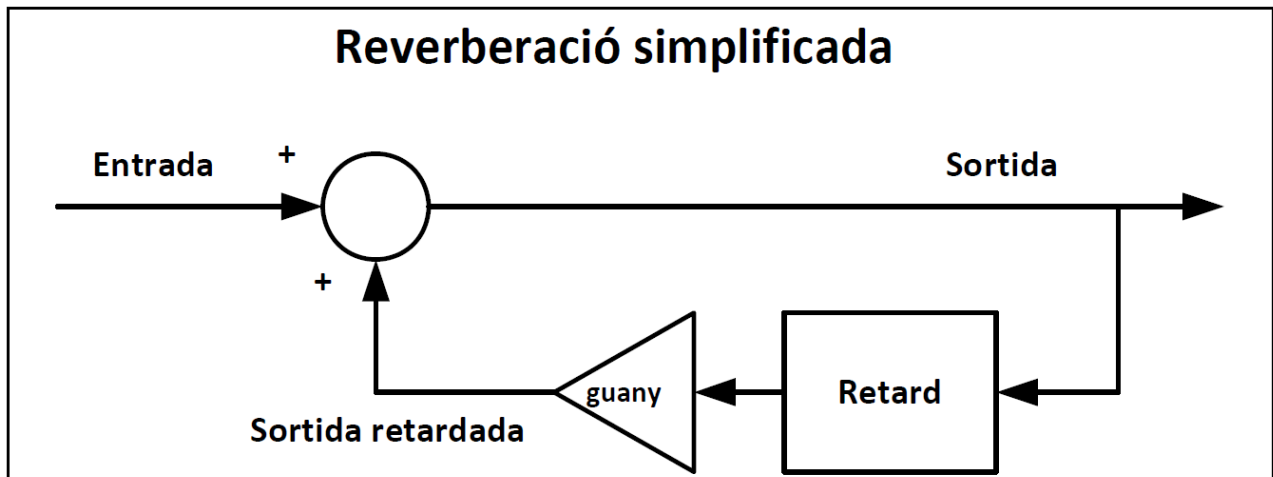 Reverberació simplificada
Entrada
+
Sortida
+
guany
Retard
Sortida retardada